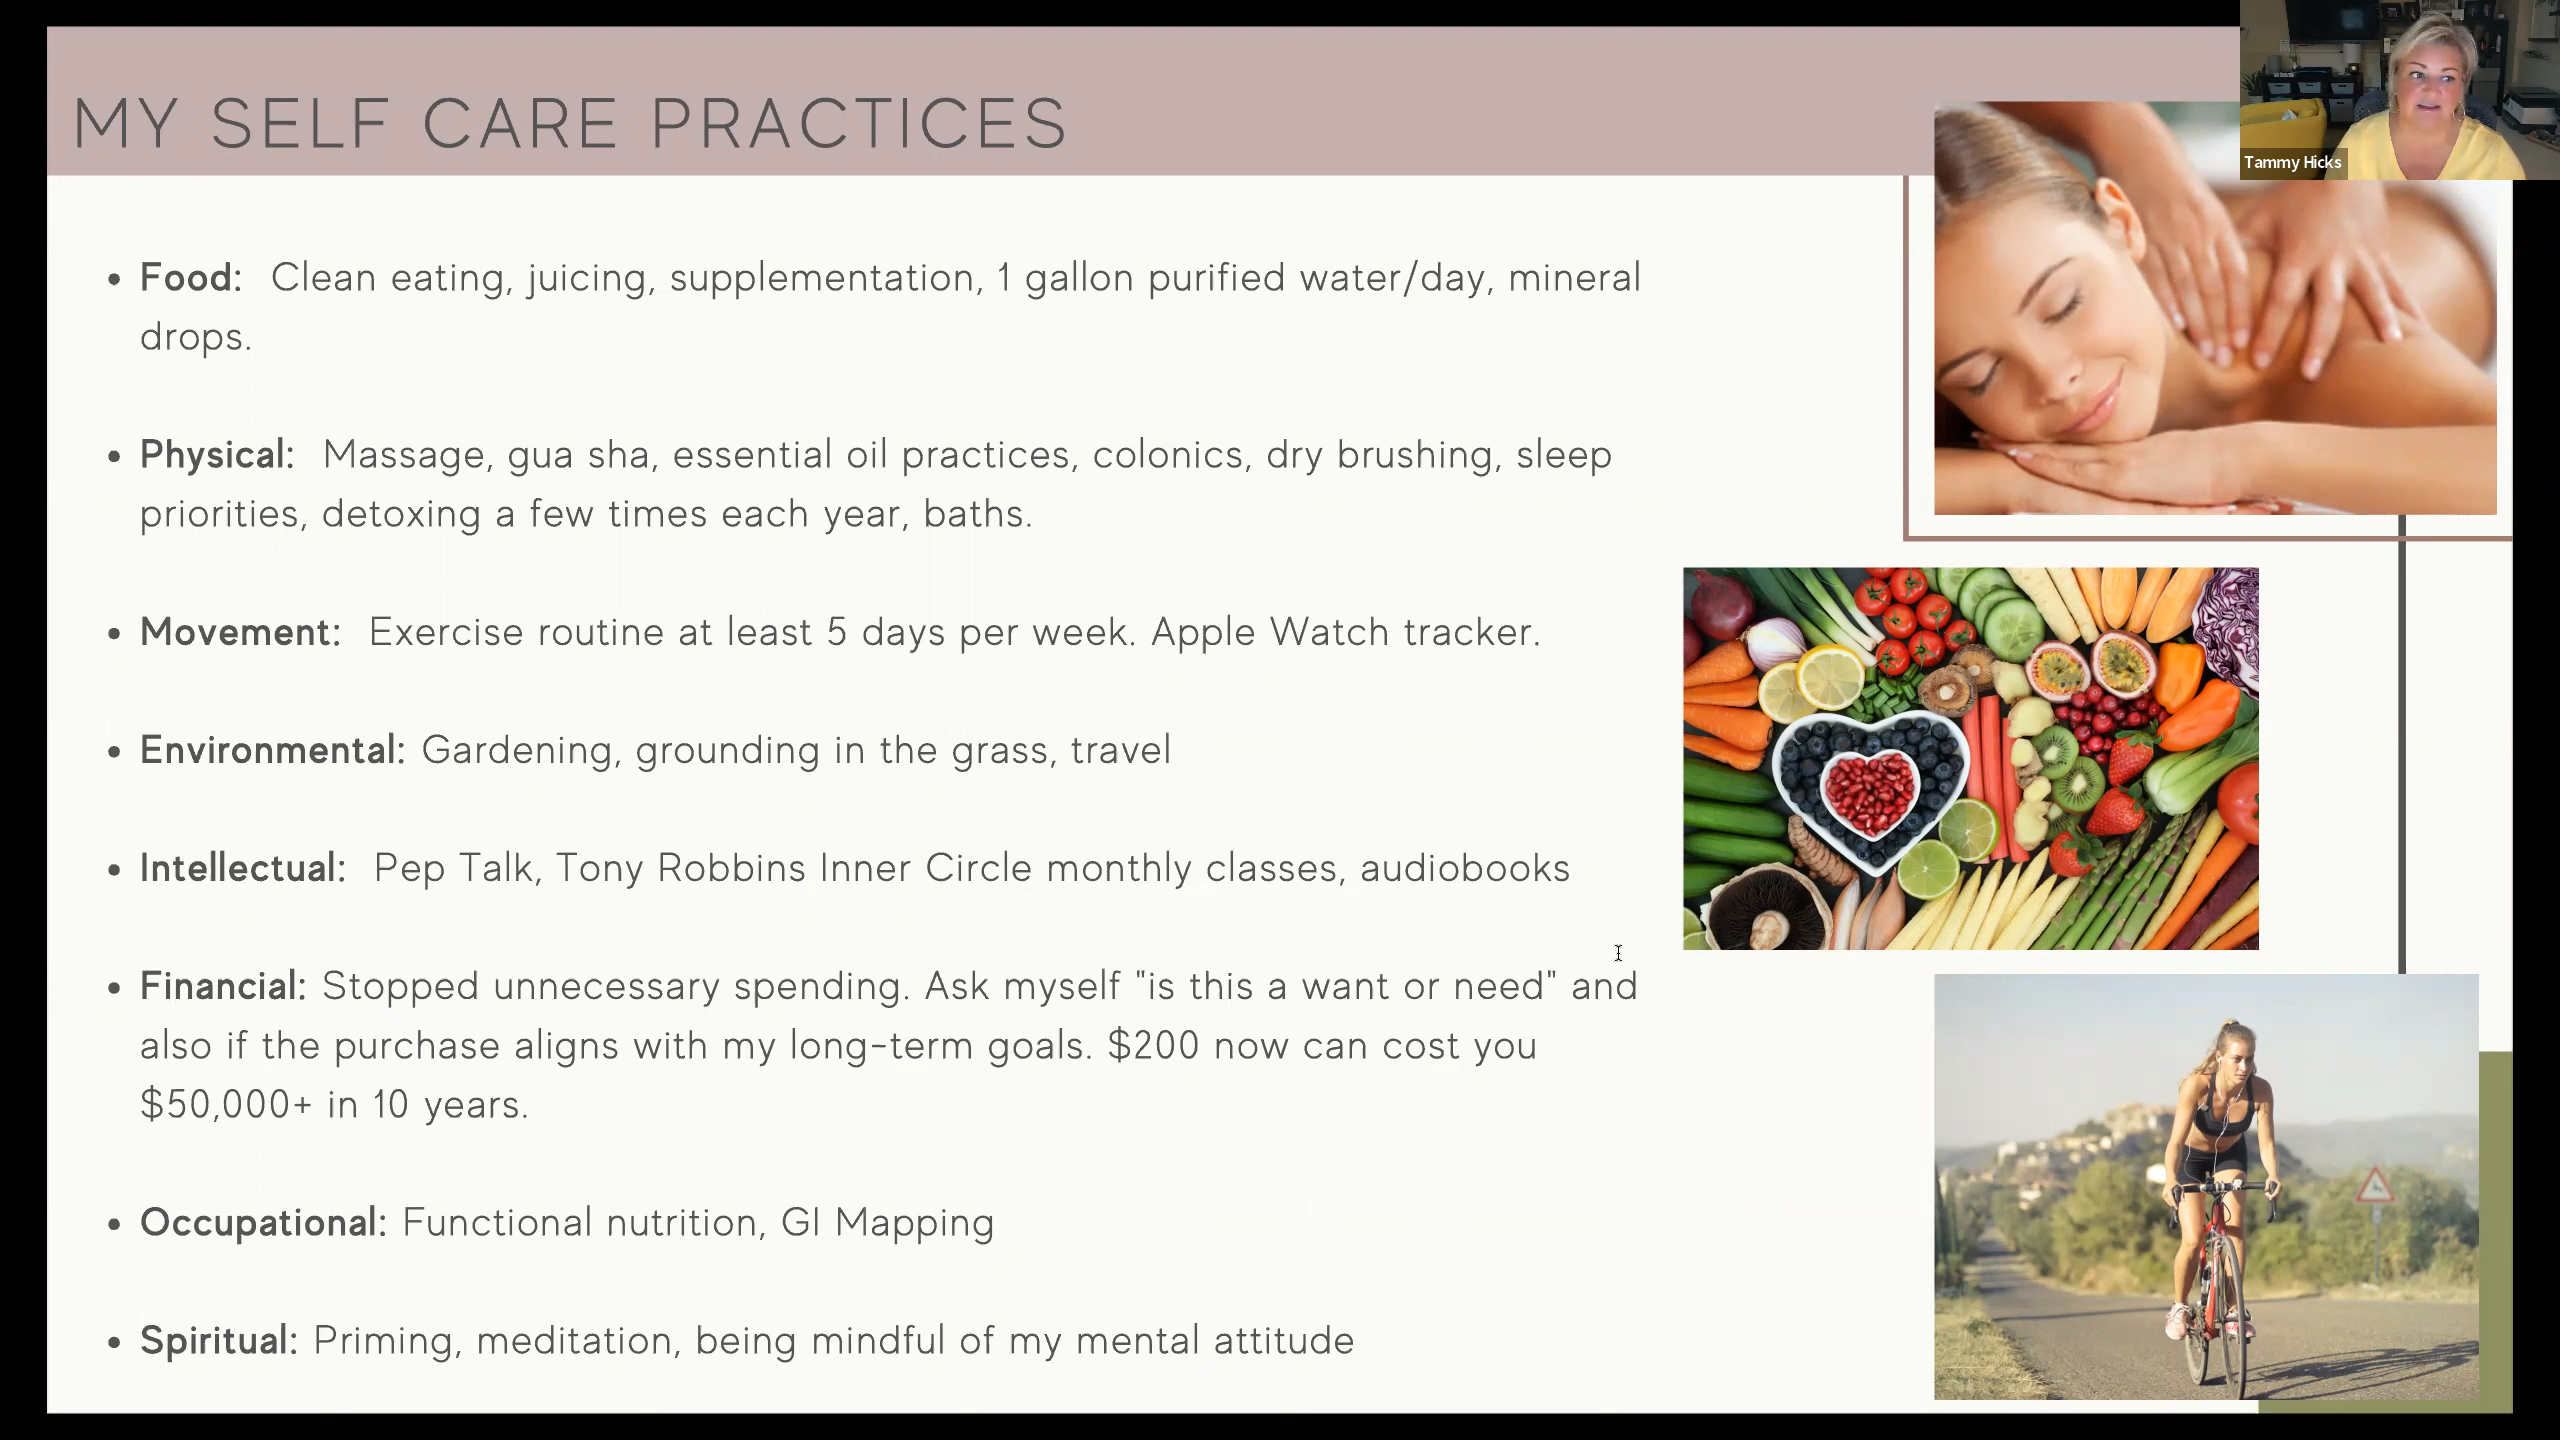 MY SELF CARE PRACTICES
Tammy Hicks
• Food: Clean eating, juicing, supplementation, 1 gallon purified water/day, mineral
drops.
• Physical: Massage, gua sha, essential oil practices, colonics, dry brushing, sleep
priorities, detoxing a few times each year, baths.
• Movement: Exercise routine at least 5 days per week. Apple Watch tracker.
• Environmental: Gardening, grounding in the grass, travel
• Intellectual: Pep Talk, Tony Robbins Inner Circle monthly classes, audiobooks
• Financial: Stopped unnecessary spending. Ask myself "is this a want or need" and
also if the purchase aligns with my long-term goals. $200 now can cost you
$50,000+ in 10 years.
• Occupational: Functional nutrition, GI Mapping
• Spiritual: Priming, meditation, being mindful of my mental attitude